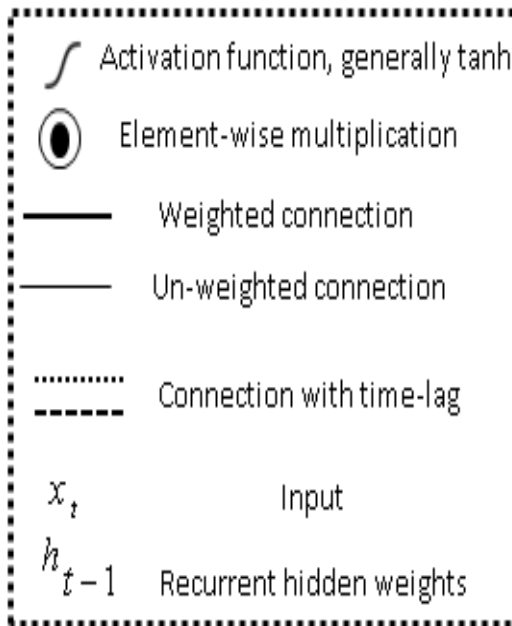 Activation function, generally tanh
Element-wise multiplication
Weighted connection
Un-weighted connection
Connection with time-lag
x_t Input
h_{t-1} Recurrent hidden weights